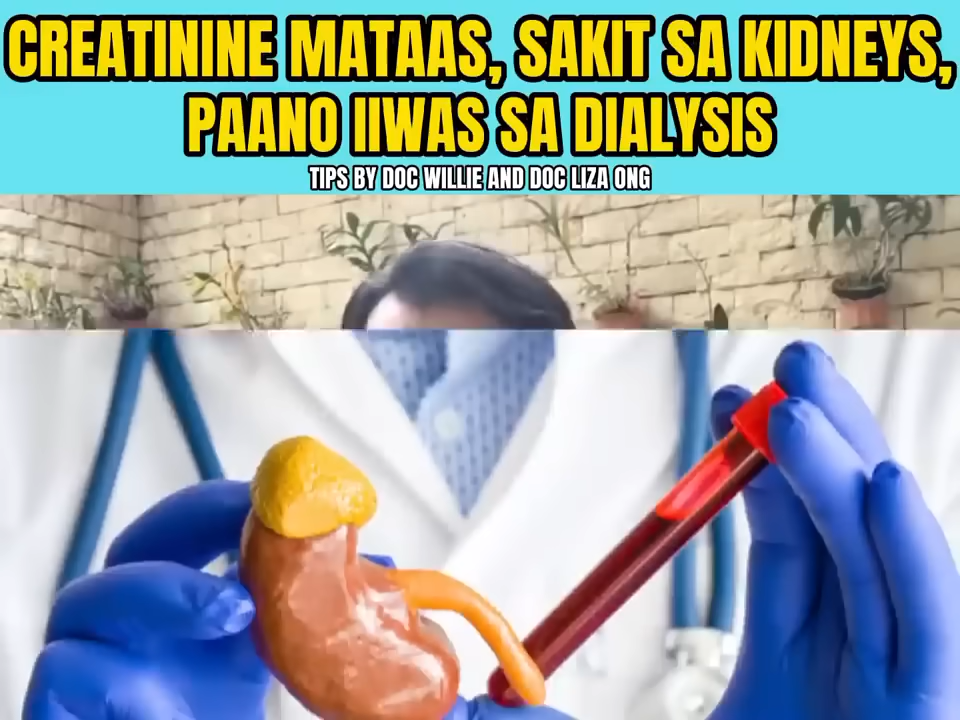 CREATININE MATAAS, SAKIT SA KIDNEYS,
PAANO IIWAS SA DIALYSIS
TIPS BY DOC WILLIE AND DOC LIZA ONG